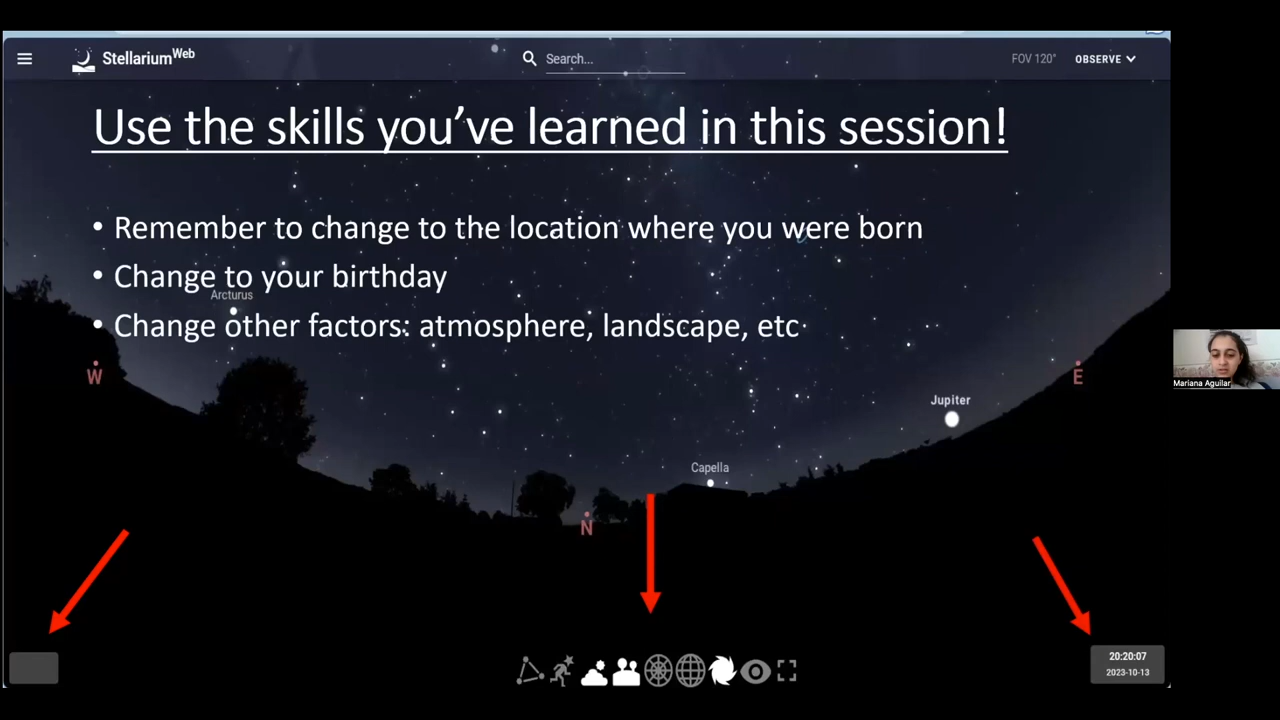 StellariumWeb
Search...
FOV 120°
OBSERVE
Use the skills you've learned in this session!
• Remember to change to the location where you were born
• Change to your birthday
Arcturus
• Change other factors: atmosphere, landscape, etc
W
E
Mariana Aguilar
Jupiter
Capella
N
20:20:07
2023-10-13